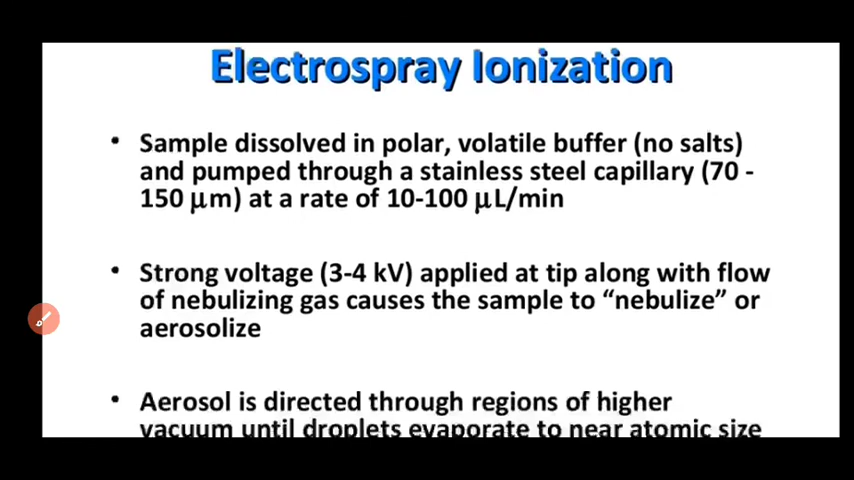 Electrospray Ionization
• Sample dissolved in polar, volatile buffer (no salts)
and pumped through a stainless steel capillary (70 -
150 μm) at a rate of 10-100 μL/min
• Strong voltage (3-4 kV) applied at tip along with flow
of nebulizing gas causes the sample to “nebulize” or
aerosolize
• Aerosol is directed through regions of higher
vacuum until droplets evaporate to near atomic size